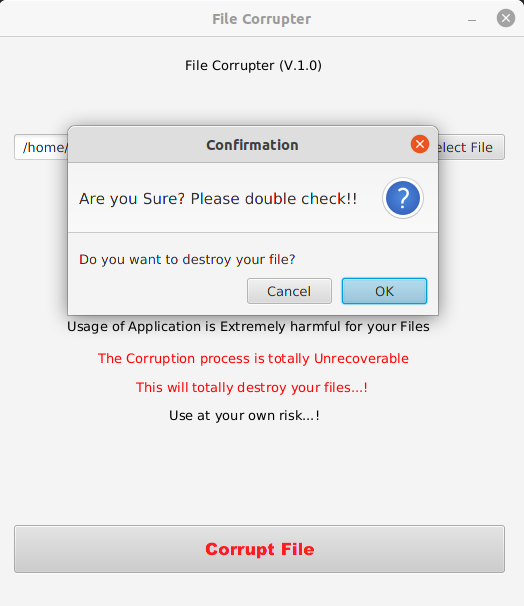 File Corrupter
File Corrupter (V.1.0)
/home/
elect File
Confirmation
Are you Sure? Please double check!!
?
Do you want to destroy your file?
Cancel
OK
Usage of Application is Extremely harmful for your Files
The Corruption process is totally Unrecoverable
This will totally destroy your files...!
Use at your own risk...!
Corrupt File